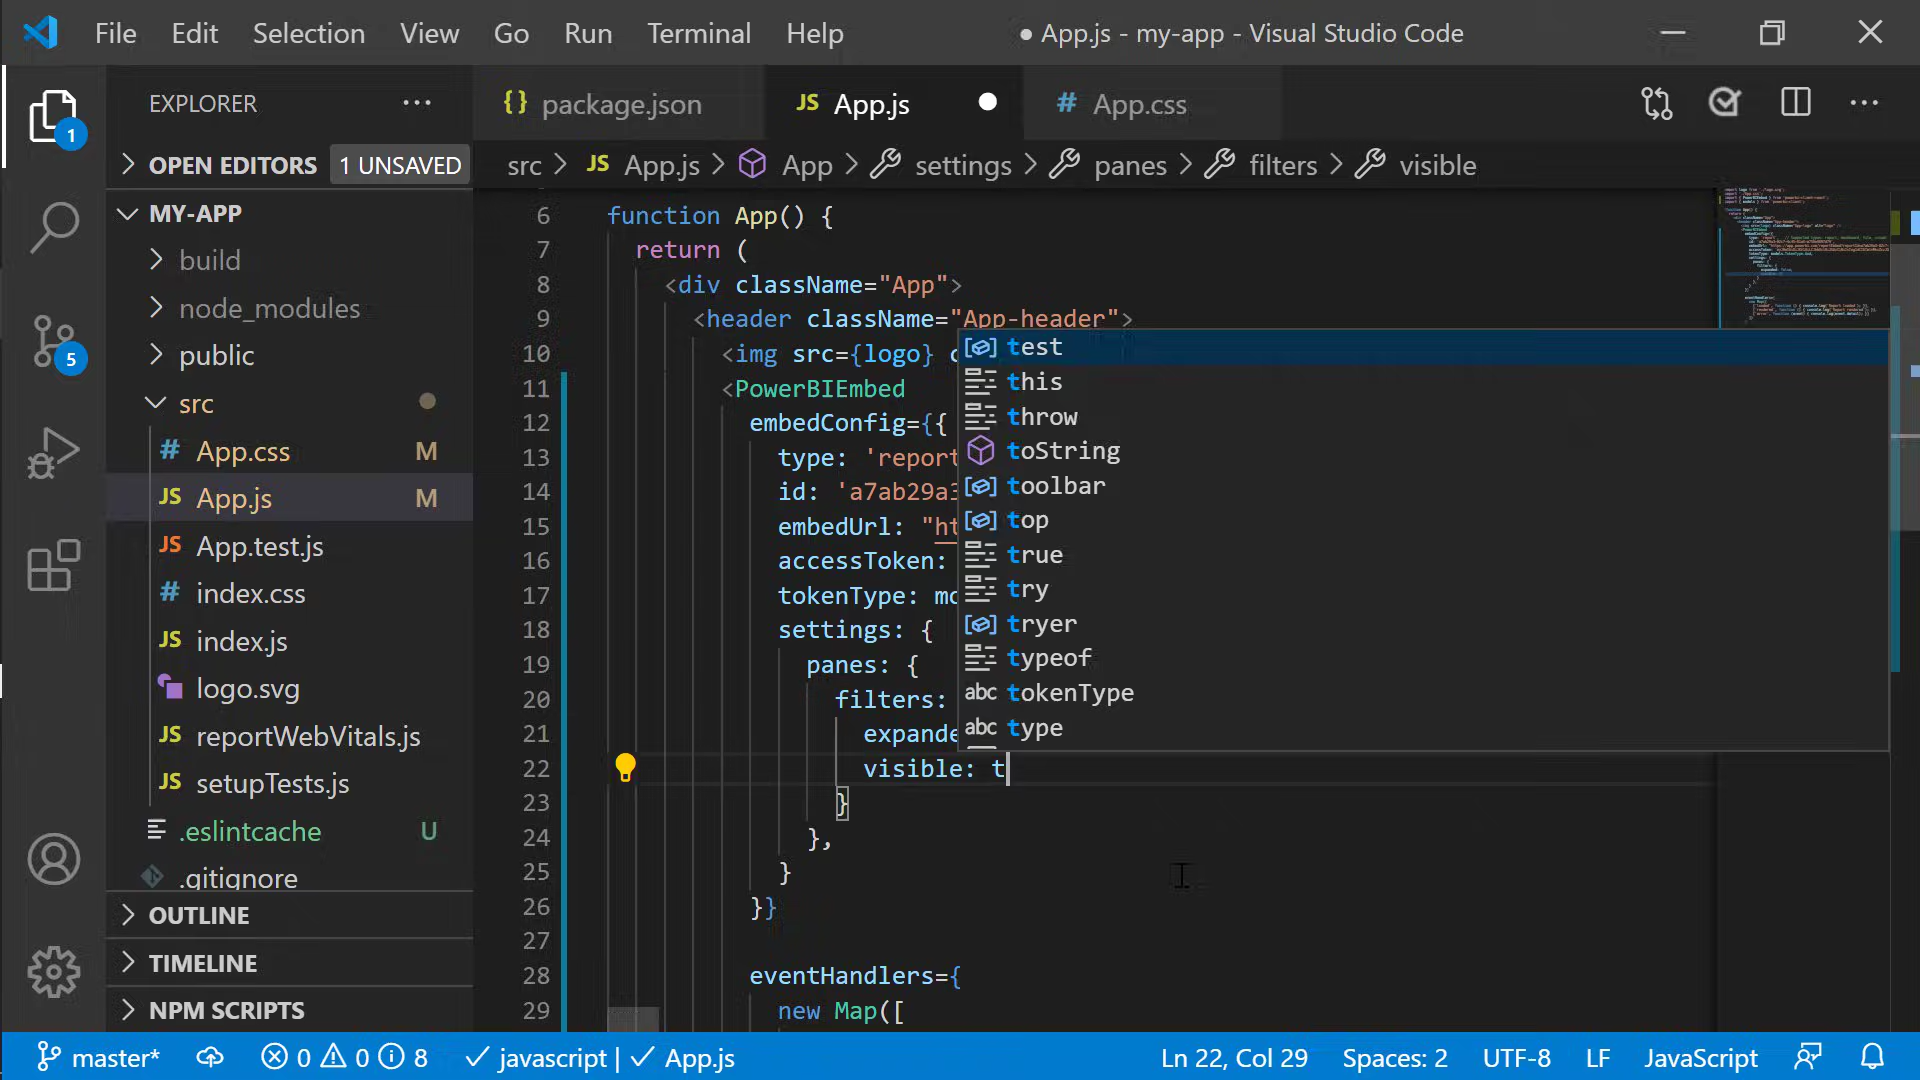 File Edit Selection View Go Run Terminal Help
● App.js - my-app - Visual Studio Code
EXPLORER
OPEN EDITORS 1 UNSAVED
MY-APP
build
node_modules
public
src
# App.css M
JS App.js M
JS App.test.js
# index.css
JS index.js
logo.svg
JS reportWebVitals.js
JS setupTests.js
.eslintcache U
.gitignore
OUTLINE
TIMELINE
NPM SCRIPTS
1
5
{} package.json
JS App.js
# App.css
src > JS App.js > App > settings > panes > filters > visible
6 function App() {
7 return (
8 <div className="App">
9 <header className="App-header">
10 <img src={logo} c
11 <PowerBIEmbed
12 embedConfig={{
13 type: 'report
14 id: 'a7ab29a3
15 embedUrl: "ht
16 accessToken:
17 tokenType: mo
18 settings: {
19 panes: {
20 filters:
21 expande
22 visible: t
23 }
24 },
25 }
26 }}
27
28 eventHandlers={
29 new Map([
test
this
throw
toString
toolbar
top
true
try
tryer
typeof
abc tokenType
abc type
master* 0 0 8 javascript | App.js
Ln 22, Col 29 Spaces: 2 UTF-8 LF JavaScript